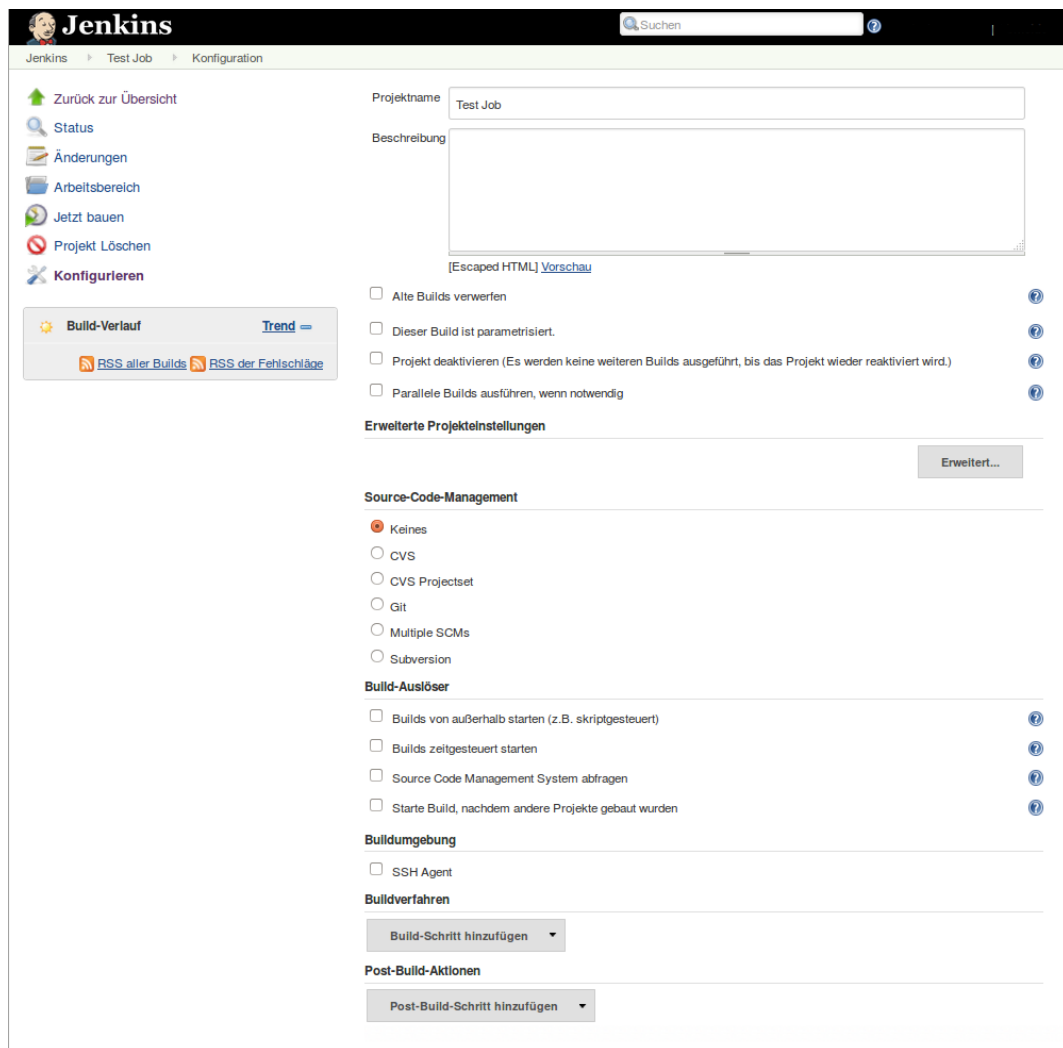 Jenkins
Suchen
|
Jenkins Test Job Konfiguration
Zurück zur Übersicht
Status
Änderungen
Arbeitsbereich
Jetzt bauen
Projekt Löschen
Konfigurieren
Build-Verlauf Trend
RSS aller Builds RSS der Fehlschläge
Projektname Test Job
Beschreibung
[Escaped HTML] Vorschau
Alte Builds verwerfen
Dieser Build ist parametrisiert.
Projekt deaktivieren (Es werden keine weiteren Builds ausgeführt, bis das Projekt wieder reaktiviert wird.)
Parallele Builds ausführen, wenn notwendig
Erweiterte Projekteinstellungen
Erweitert...
Source-Code-Management
Keines
CVS
CVS Projectset
Git
Multiple SCMs
Subversion
Build-Auslöser
Builds von außerhalb starten (z.B. skriptgesteuert)
Builds zeitgesteuert starten
Source Code Management System abfragen
Starte Build, nachdem andere Projekte gebaut wurden
Buildumgebung
SSH Agent
Buildverfahren
Build-Schritt hinzufügen
Post-Build-Aktionen
Post-Build-Schritt hinzufügen